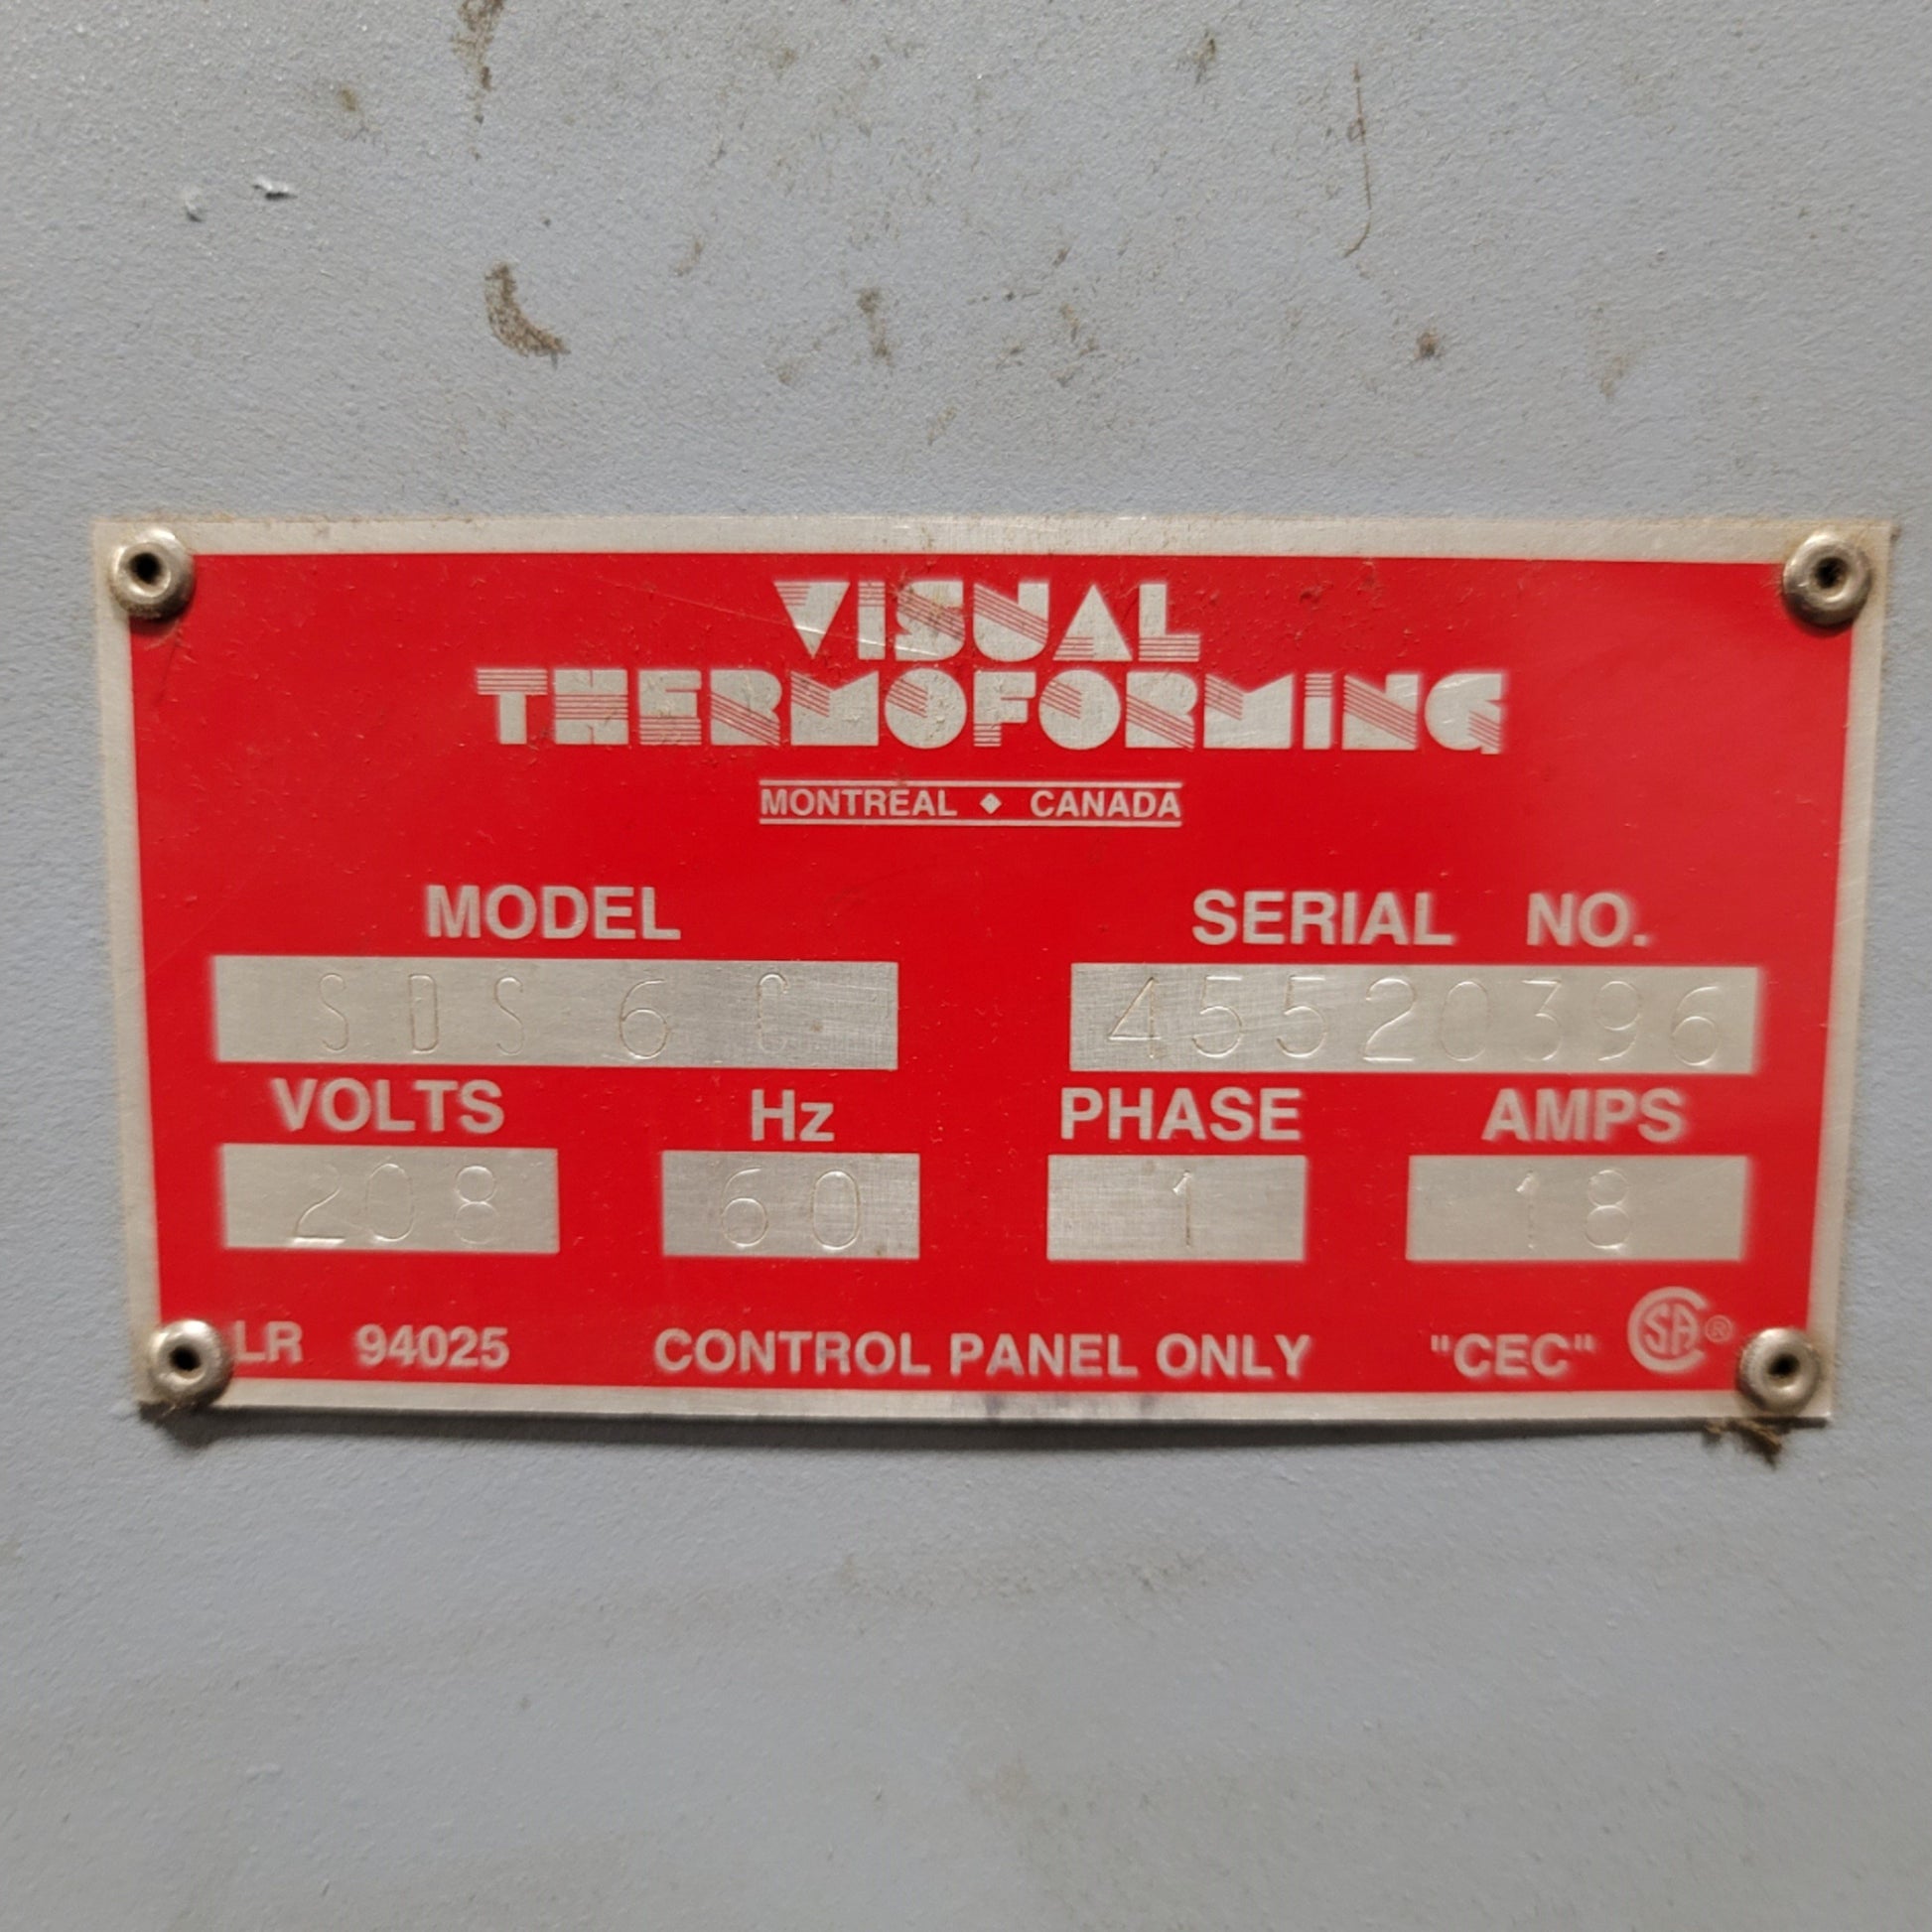 VISUAL
THERMOFORMING
MONTREAL ◆ CANADA
MODEL SERIAL NO.
SDS 6 C 45520396
VOLTS Hz PHASE AMPS
208 60 1 18
LR 94025 CONTROL PANEL ONLY "CEC" CSA®